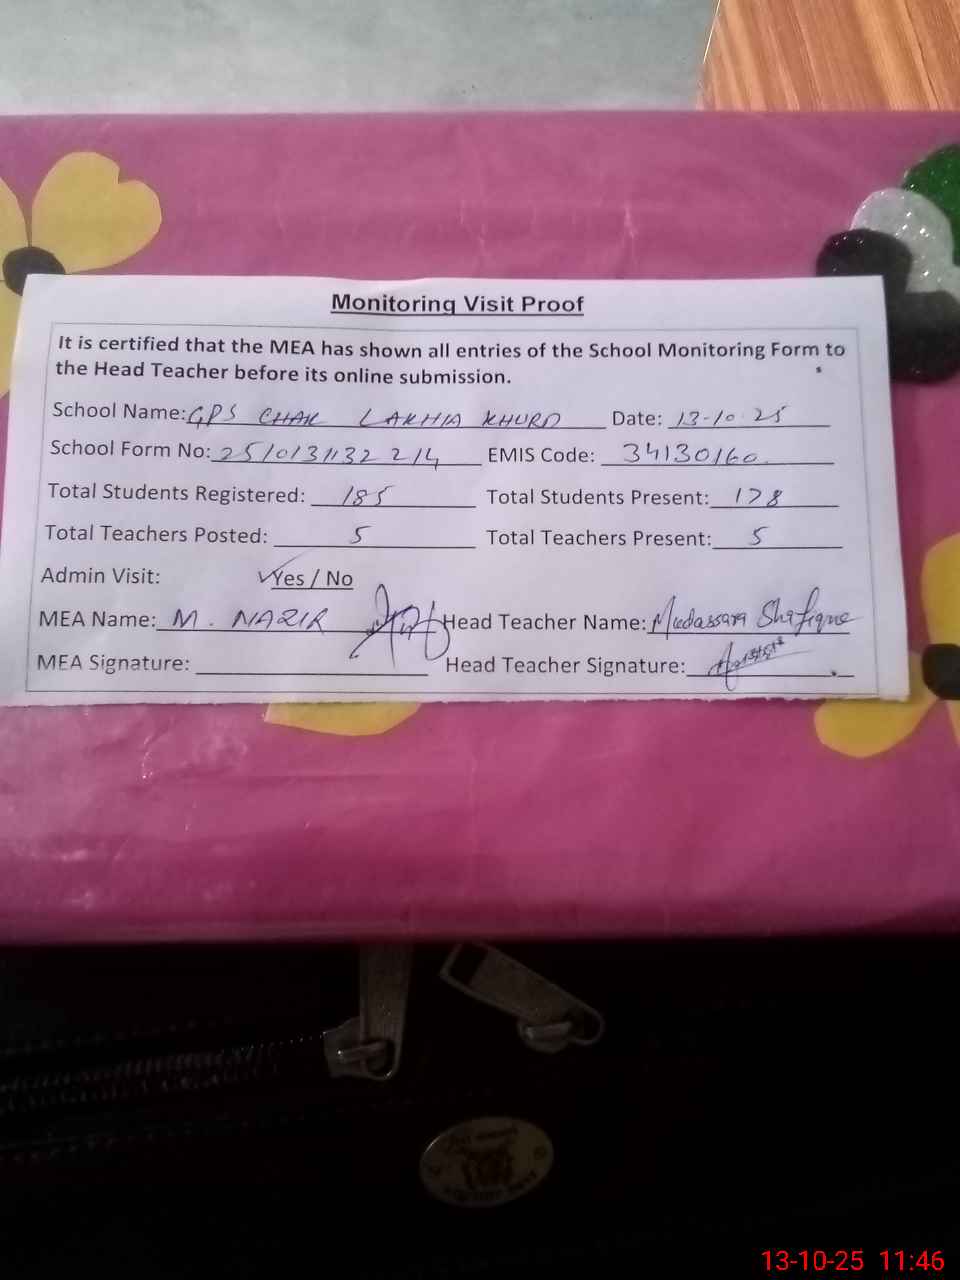 Monitoring Visit Proof
It is certified that the MEA has shown all entries of the School Monitoring Form to
the Head Teacher before its online submission.
School Name: GPS CHAK LAKHIA KHURD Date: 13-10-25
School Form No: 2510131132214 EMIS Code: 34130160
Total Students Registered: 185 Total Students Present: 178
Total Teachers Posted: 5 Total Teachers Present: 5
Admin Visit: ✓Yes / No
MEA Name: M. NAZIR Head Teacher Name: Mudassara Shafique
MEA Signature: Head Teacher Signature:
13-10-25 11:46